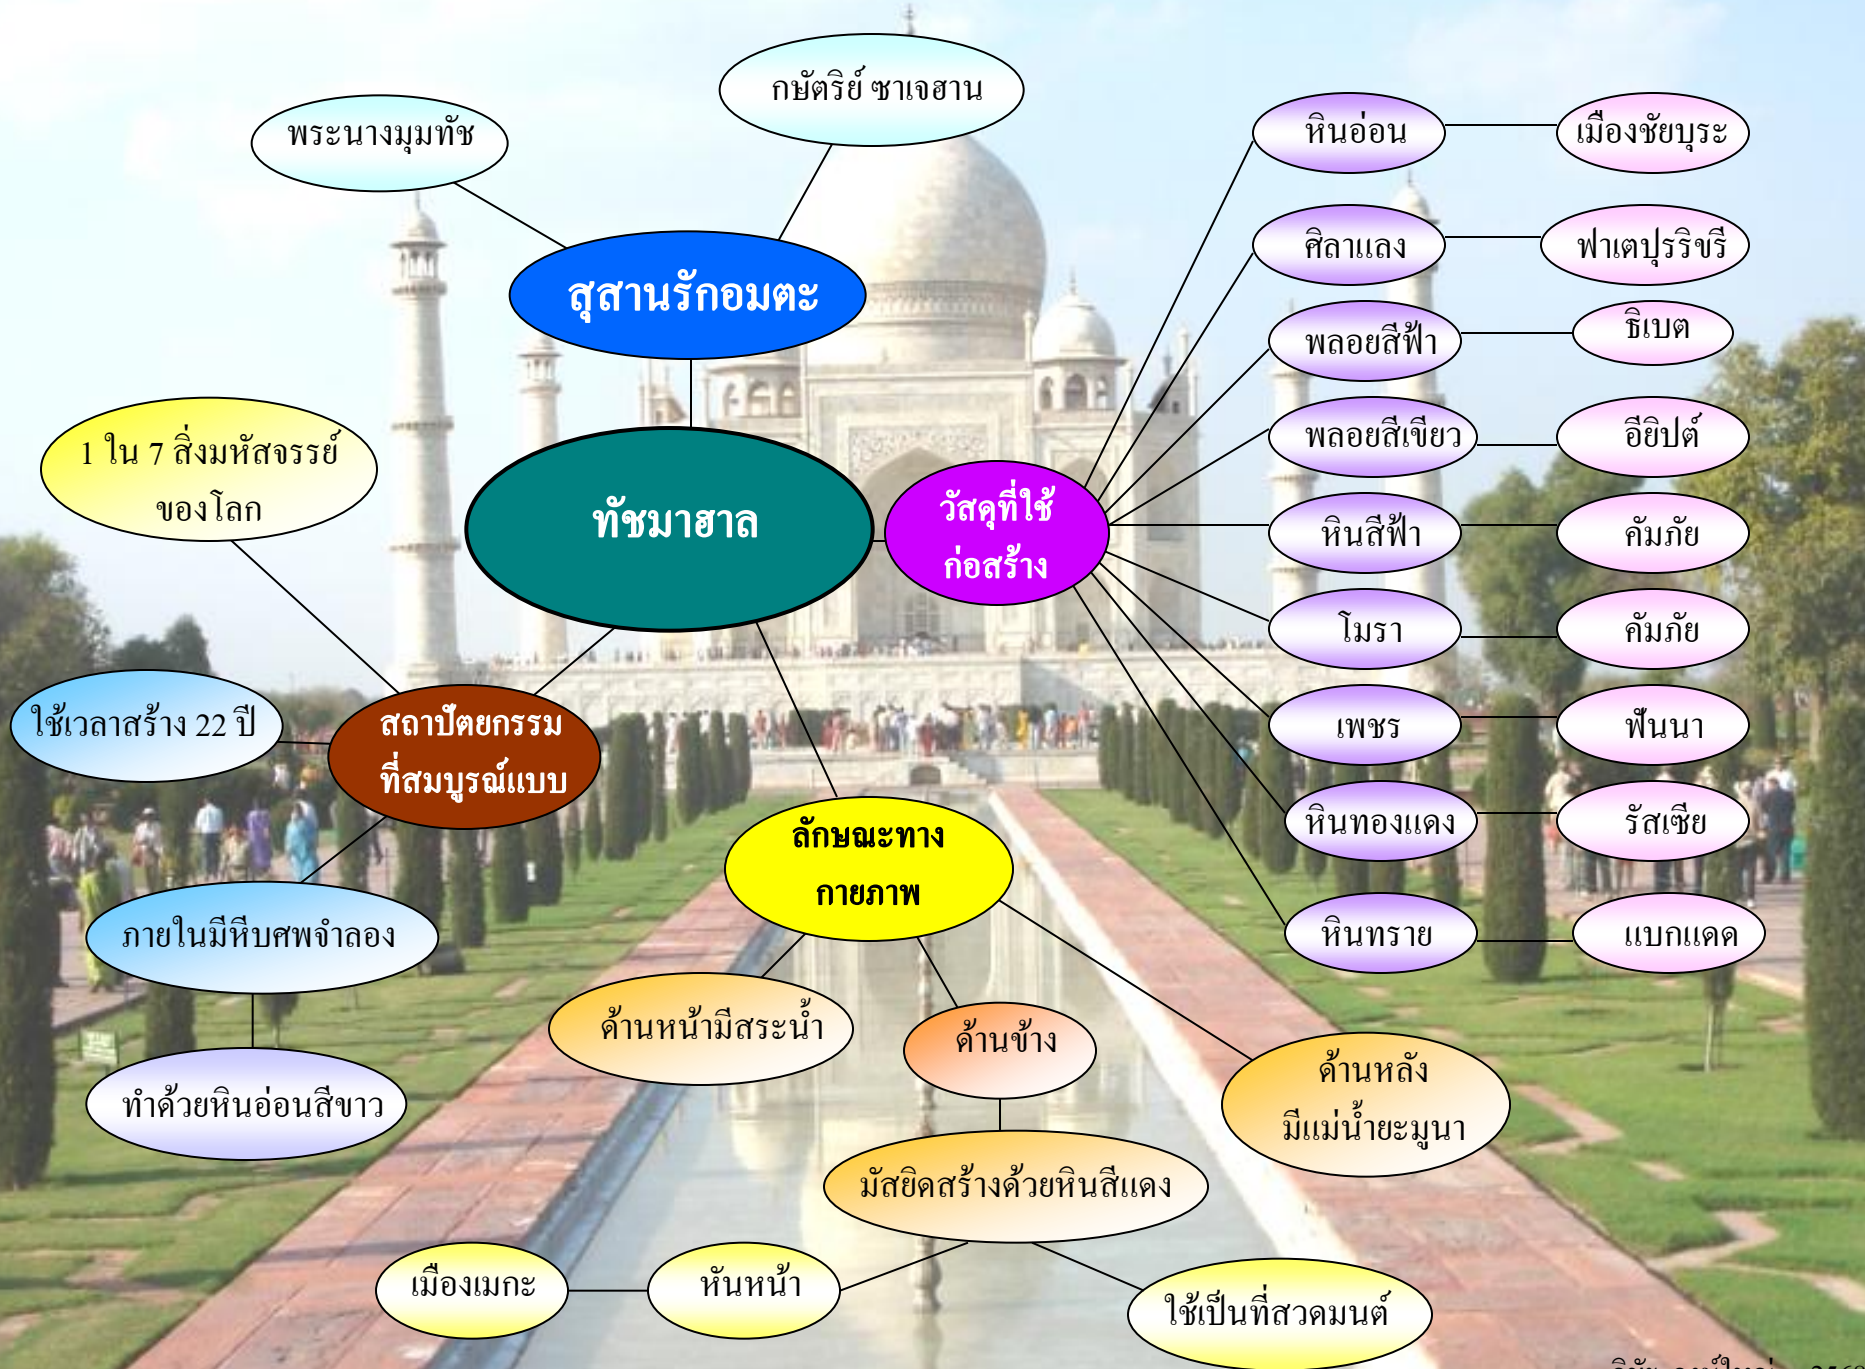 กษัตริย์ ซาเจฮาน
พระนางมุมทัช
สุสานรักอมตะ
ทัชมาฮาล
วัสดุที่ใช้
ก่อสร้าง
หินอ่อน
เมืองชัยบุระ
ศิลาแลง
ฟาเตปุรริขรี
พลอยสีฟ้า
ธิเบต
พลอยสีเขียว
อียิปต์
หินสีฟ้า
คัมภัย
โมรา
คัมภัย
เพชร
ฟันนา
หินทองแดง
รัสเซีย
หินทราย
แบกแดด
1 ใน 7 สิ่งมหัสจรรย์
ของโลก
ใช้เวลาสร้าง 22 ปี
สถาปัตยกรรม
ที่สมบูรณ์แบบ
ภายในมีหีบศพจำลอง
ทำด้วยหินอ่อนสีขาว
ลักษณะทาง
กายภาพ
ด้านหน้ามีสระน้ำ
ด้านข้าง
ด้านหลัง
มีแม่น้ำยะมูนา
มัสยิดสร้างด้วยหินสีแดง
เมืองเมกะ
หันหน้า
ใช้เป็นที่สวดมนต์